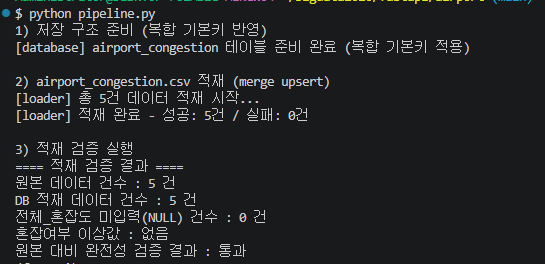 $ python pipeline.py
1) 저장 구조 준비 (복합 기본키 반영)
[database] airport_congestion 테이블 준비 완료 (복합 기본키 적용)
2) airport_congestion.csv 적재 (merge upsert)
[loader] 총 5건 데이터 적재 시작...
[loader] 적재 완료 - 성공: 5건 / 실패: 0건
3) 적재 검증 실행
==== 적재 검증 결과 ====
원본 데이터 건수 : 5 건
DB 적재 데이터 건수 : 5 건
전체_혼잡도 미입력(NULL) 건수 : 0 건
혼잡여부 이상값 : 없음
원본 대비 완전성 검증 결과 : 통과